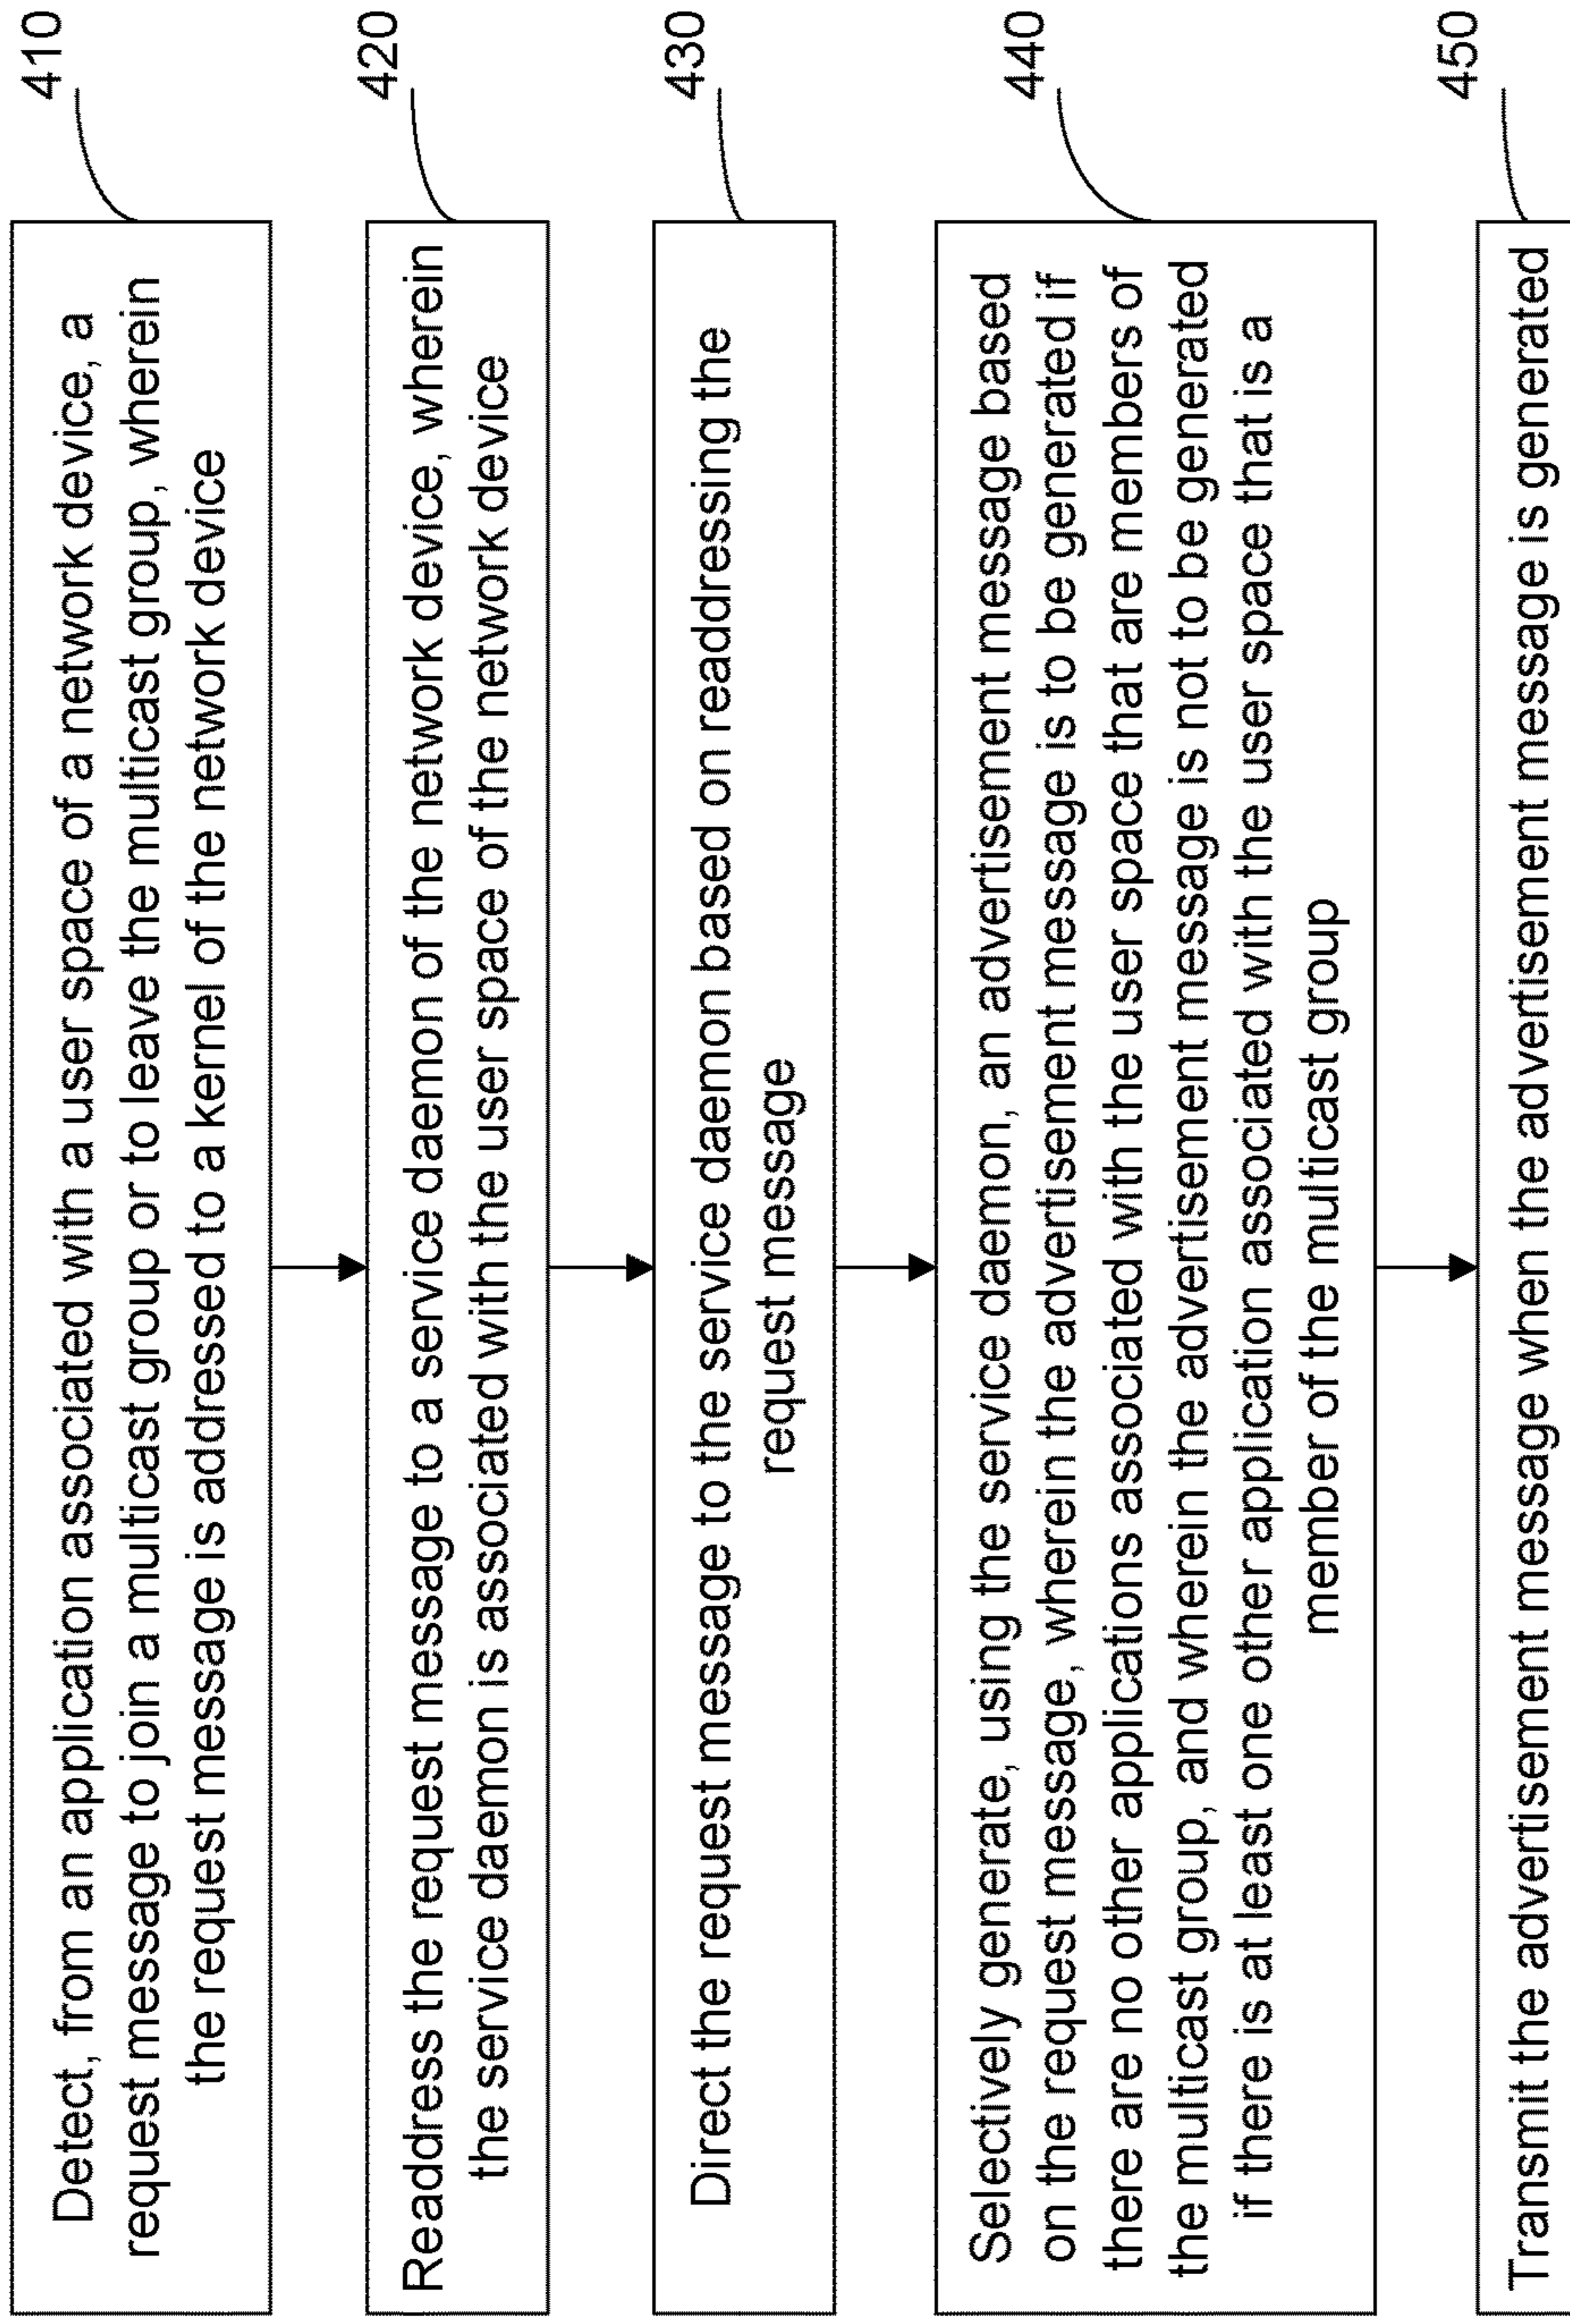 410
Detect, from an application associated with a user space of a network device, a
request message to join a multicast group or to leave the multicast group, wherein
the request message is addressed to a kernel of the network device
420
Readdress the request message to a service daemon of the network device, wherein
the service daemon is associated with the user space of the network device
430
Direct the request message to the service daemon based on readdressing the
request message
440
Selectively generate, using the service daemon, an advertisement message based
on the request message, wherein the advertisement message is to be generated if
there are no other applications associated with the user space that are members of
the multicast group, and wherein the advertisement message is not to be generated
if there is at least one other application associated with the user space that is a
member of the multicast group
450
Transmit the advertisement message when the advertisement message is generated